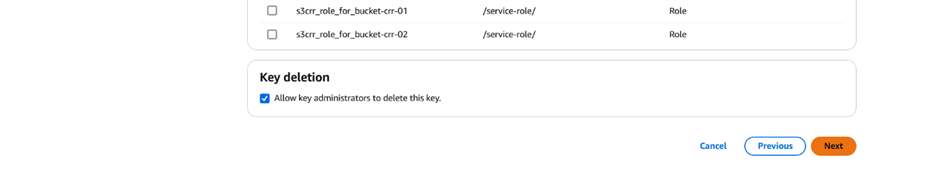 s3crr_role_for_bucket-crr-01 /service-role/ Role
s3crr_role_for_bucket-crr-02 /service-role/ Role
Key deletion
Allow key administrators to delete this key.
Cancel Previous Next